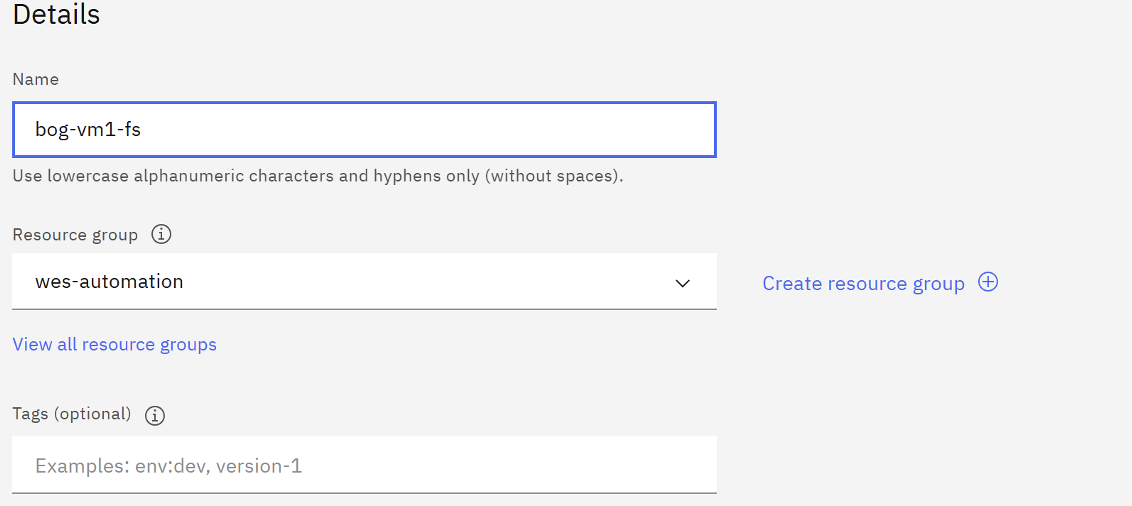 Details
Name
bog-vm1-fs
Use lowercase alphanumeric characters and hyphens only (without spaces).
Resource group
wes-automation
Create resource group
View all resource groups
Tags (optional)
Examples: env:dev, version-1